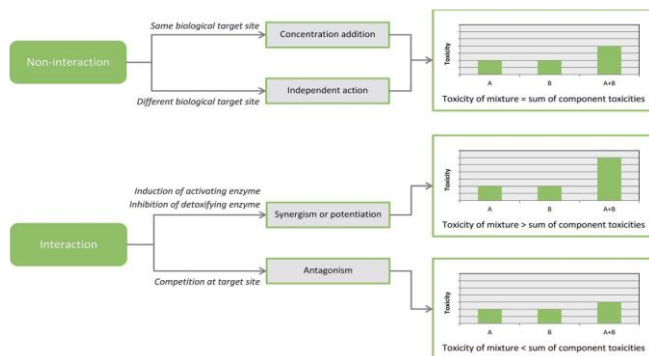 Same biological target site
Concentration addition
Non-interaction
Different biological target site
Independent action
Toxicity
A
B
A+B
Toxicity of mixture = sum of component toxicities
Induction of activating enzyme
Inhibition of detoxifying enzyme
Synergism or potentiation
Toxicity
A
B
A+B
Toxicity of mixture > sum of component toxicities
Interaction
Competition at target site
Antagonism
Toxicity
A
B
A+B
Toxicity of mixture < sum of component toxicities